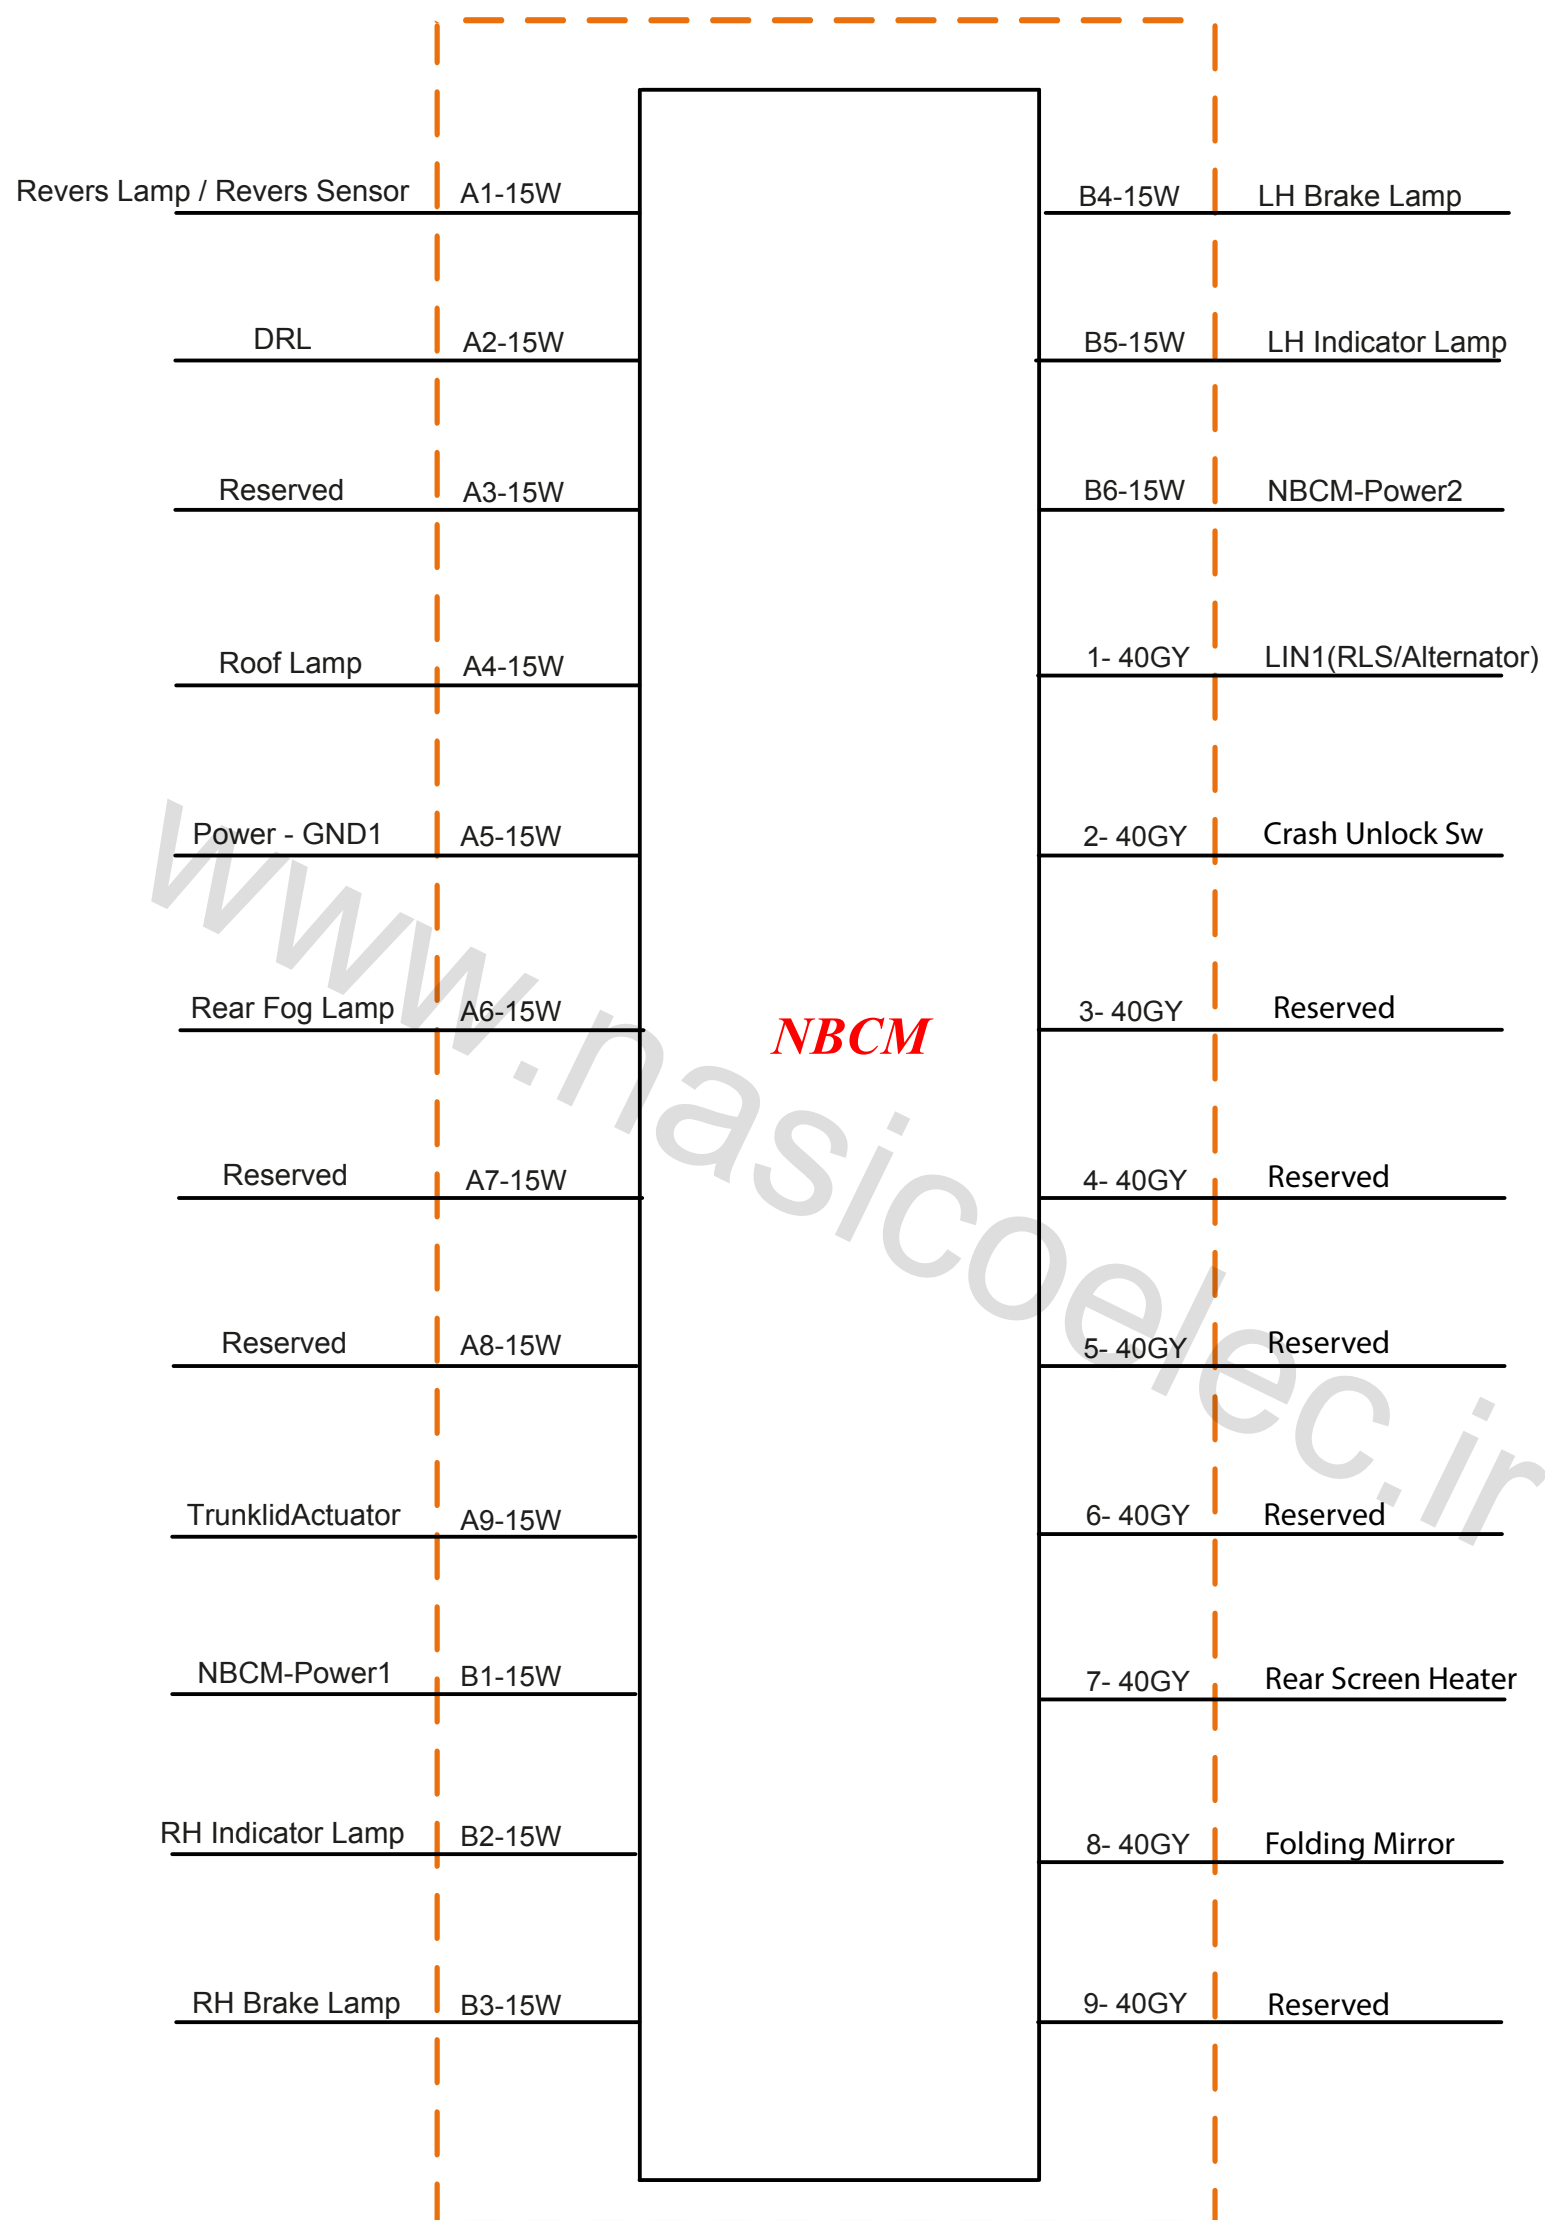 Revers Lamp / Revers Sensor A1-15W B4-15W LH Brake Lamp
DRL A2-15W B5-15W LH Indicator Lamp
Reserved A3-15W B6-15W NBCM-Power2
Roof Lamp A4-15W 1- 40GY LIN1(RLS/Alternator)
Power - GND1 A5-15W 2- 40GY Crash Unlock Sw
Rear Fog Lamp A6-15W 3- 40GY Reserved
NBCM
Reserved A7-15W 4- 40GY Reserved
Reserved A8-15W 5- 40GY Reserved
TrunklidActuator A9-15W 6- 40GY Reserved
NBCM-Power1 B1-15W 7- 40GY Rear Screen Heater
RH Indicator Lamp B2-15W 8- 40GY Folding Mirror
RH Brake Lamp B3-15W 9- 40GY Reserved
www.nasicoelec.ir